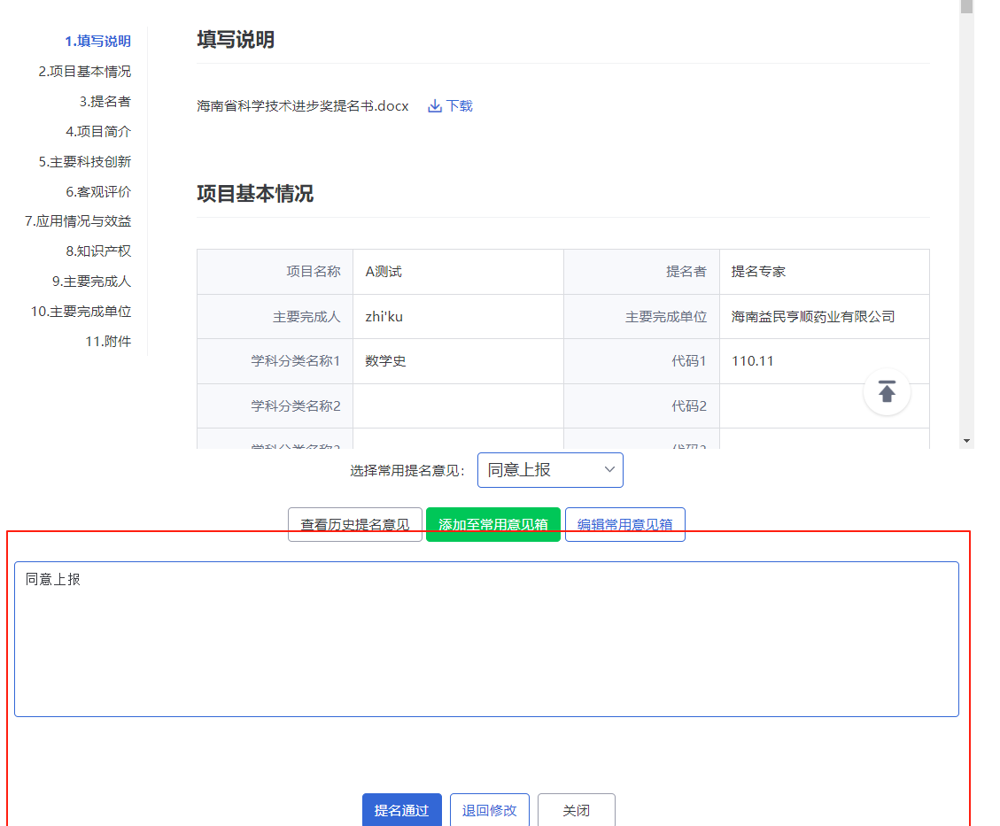 1.填写说明
2.项目基本情况
3.提名者
4.项目简介
5.主要科技创新
6.客观评价
7.应用情况与效益
8.知识产权
9.主要完成人
10.主要完成单位
11.附件
填写说明
海南省科学技术进步奖提名书.docx 下载
项目基本情况
项目名称 A测试 提名者 提名专家
主要完成人 zhi'ku 主要完成单位 海南益民亨顺药业有限公司
学科分类名称1 数学史 代码1 110.11
学科分类名称2 代码2
选择常用提名意见： 同意上报
查看历史提名意见 添加至常用意见箱 编辑常用意见箱
同意上报
提名通过 退回修改 关闭